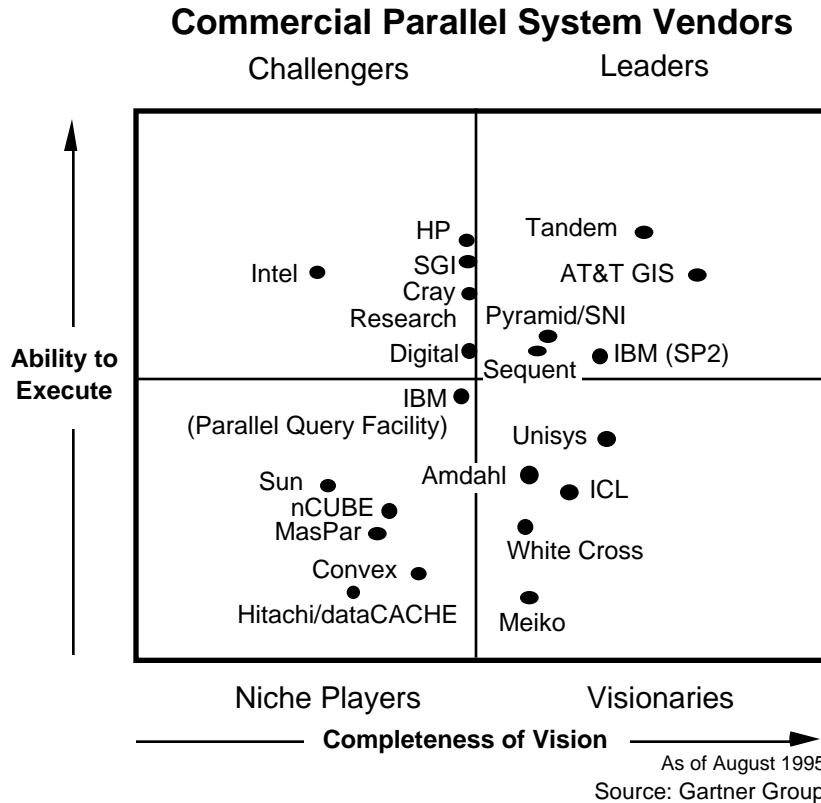 Commercial Parallel System Vendors
Challengers
Leaders
HP
Tandem
SGI
Intel
AT&T GIS
Cray
Research
Pyramid/SNI
Digital
IBM (SP2)
Sequent
Ability to
Execute
IBM
(Parallel Query Facility)
Unisys
Amdahl
Sun
ICL
nCUBE
MasPar
White Cross
Convex
Hitachi/dataCACHE
Meiko
Niche Players
Visionaries
Completeness of Vision
As of August 1995
Source: Gartner Group